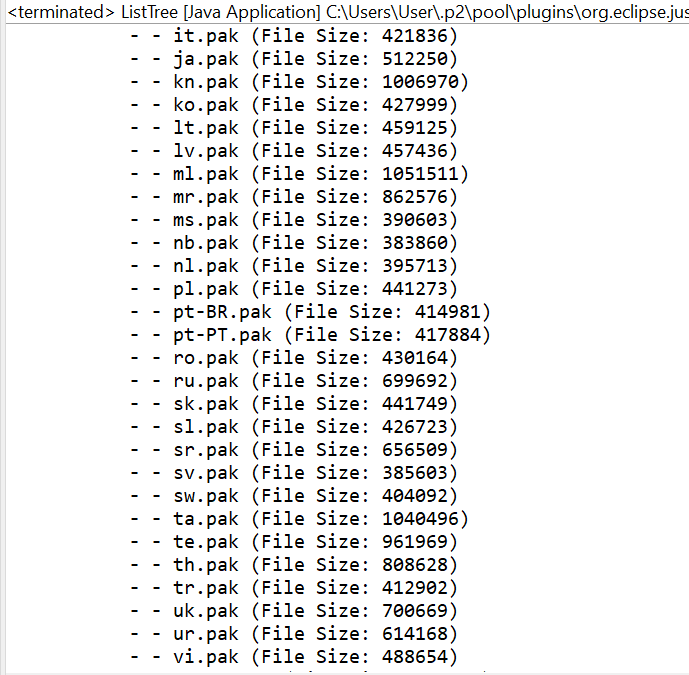 <terminated> ListTree [Java Application] C:\Users\User\.p2\pool\plugins\org.eclipse.jus
- - it.pak (File Size: 421836)
- - ja.pak (File Size: 512250)
- - kn.pak (File Size: 1006970)
- - ko.pak (File Size: 427999)
- - lt.pak (File Size: 459125)
- - lv.pak (File Size: 457436)
- - ml.pak (File Size: 1051511)
- - mr.pak (File Size: 862576)
- - ms.pak (File Size: 390603)
- - nb.pak (File Size: 383860)
- - nl.pak (File Size: 395713)
- - pl.pak (File Size: 441273)
- - pt-BR.pak (File Size: 414981)
- - pt-PT.pak (File Size: 417884)
- - ro.pak (File Size: 430164)
- - ru.pak (File Size: 699692)
- - sk.pak (File Size: 441749)
- - sl.pak (File Size: 426723)
- - sr.pak (File Size: 656509)
- - sv.pak (File Size: 385603)
- - sw.pak (File Size: 404092)
- - ta.pak (File Size: 1040496)
- - te.pak (File Size: 961969)
- - th.pak (File Size: 808628)
- - tr.pak (File Size: 412902)
- - uk.pak (File Size: 700669)
- - ur.pak (File Size: 614168)
- - vi.pak (File Size: 488654)